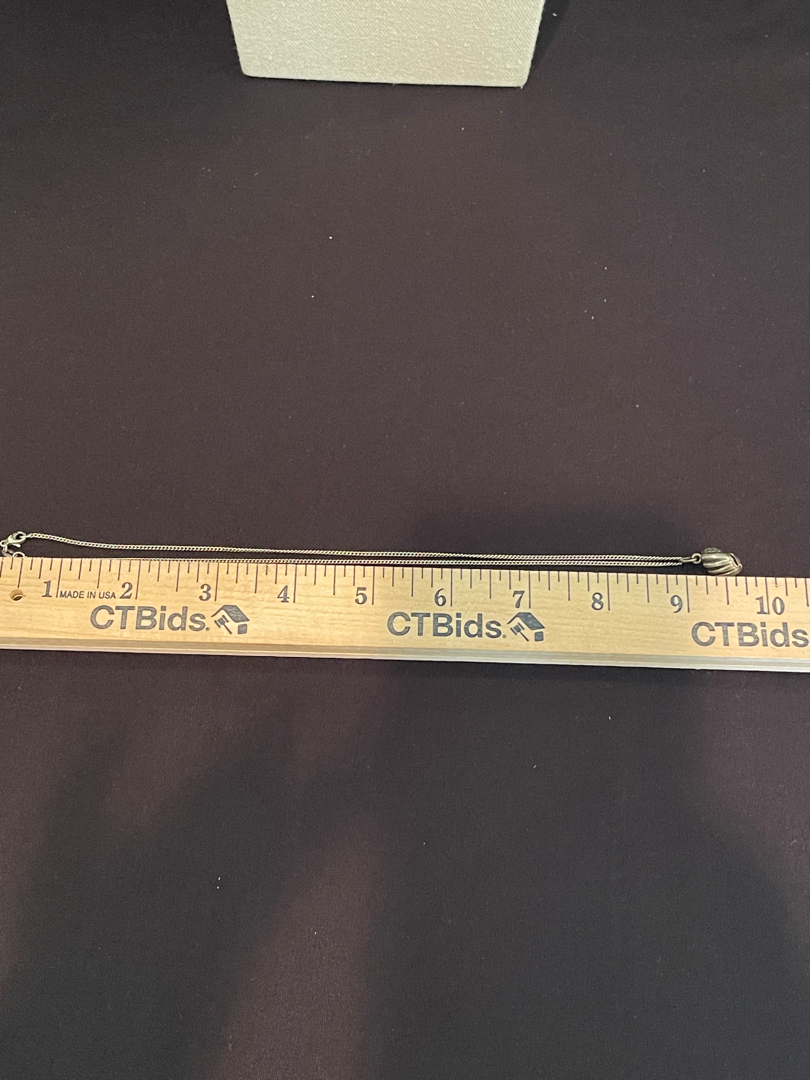 1 MADE IN USA 2 3 4 5 6 7 8 9 10
CTBids. CTBids. CTBids